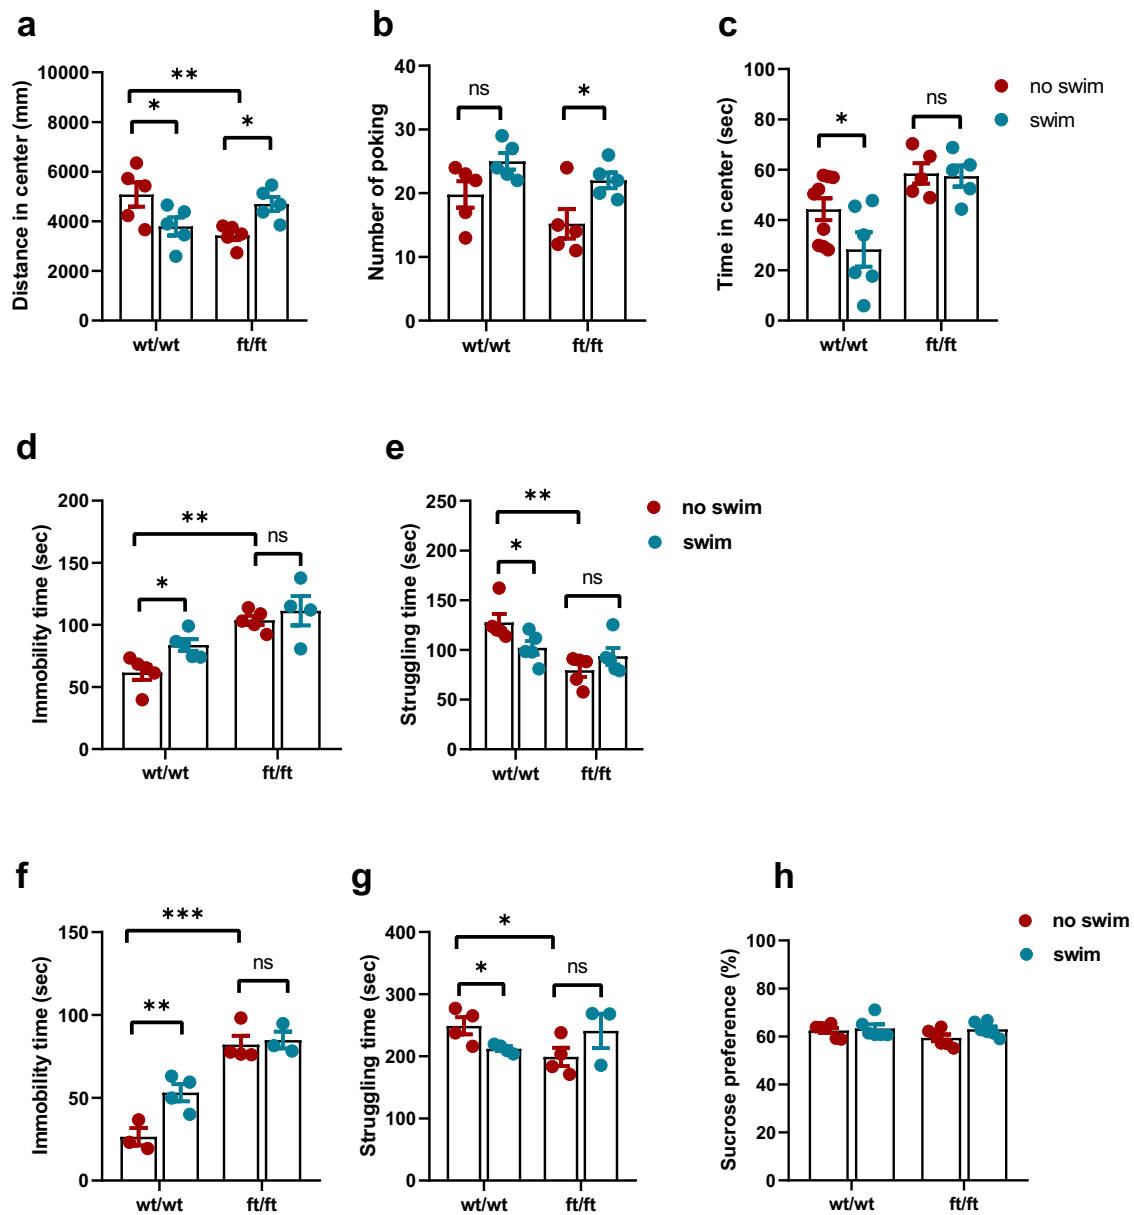 a
b
c
Distance in center (mm)
10000
8000
6000
4000
2000
0
**
*
*
wt/wt
ft/ft
Number of poking
40
30
20
10
0
ns
*
wt/wt
ft/ft
Time in center (sec)
100
80
60
40
20
0
*
ns
wt/wt
ft/ft
no swim
swim
d
e
Immobility time (sec)
200
150
100
50
0
**
*
ns
wt/wt
ft/ft
Struggling time (sec)
250
200
150
100
50
0
**
*
ns
wt/wt
ft/ft
no swim
swim
f
g
h
Immobility time (sec)
150
100
50
0
***
**
ns
wt/wt
ft/ft
Struggling time (sec)
400
300
200
100
0
*
*
ns
wt/wt
ft/ft
Sucrose preference (%)
100
80
60
40
20
0
wt/wt
ft/ft
no swim
swim